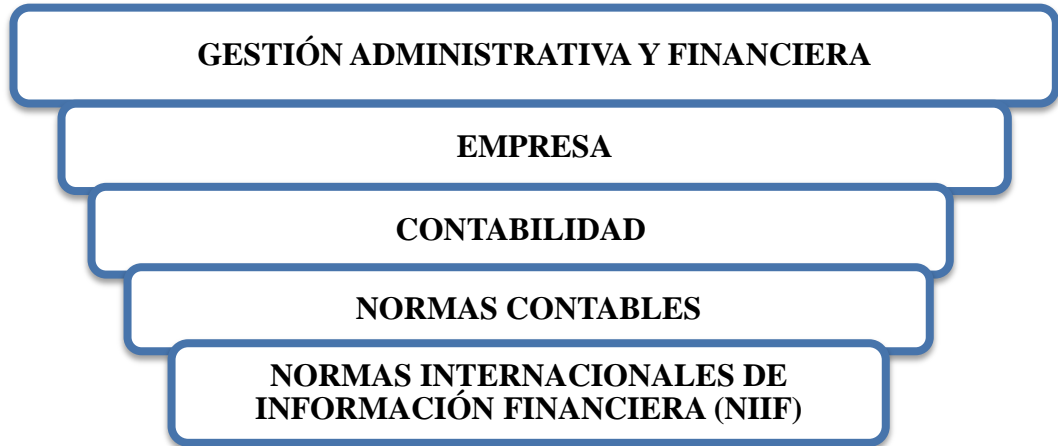 GESTIÓN ADMINISTRATIVA Y FINANCIERA
EMPRESA
CONTABILIDAD
NORMAS CONTABLES
NORMAS INTERNACIONALES DE
INFORMACIÓN FINANCIERA (NIIF)